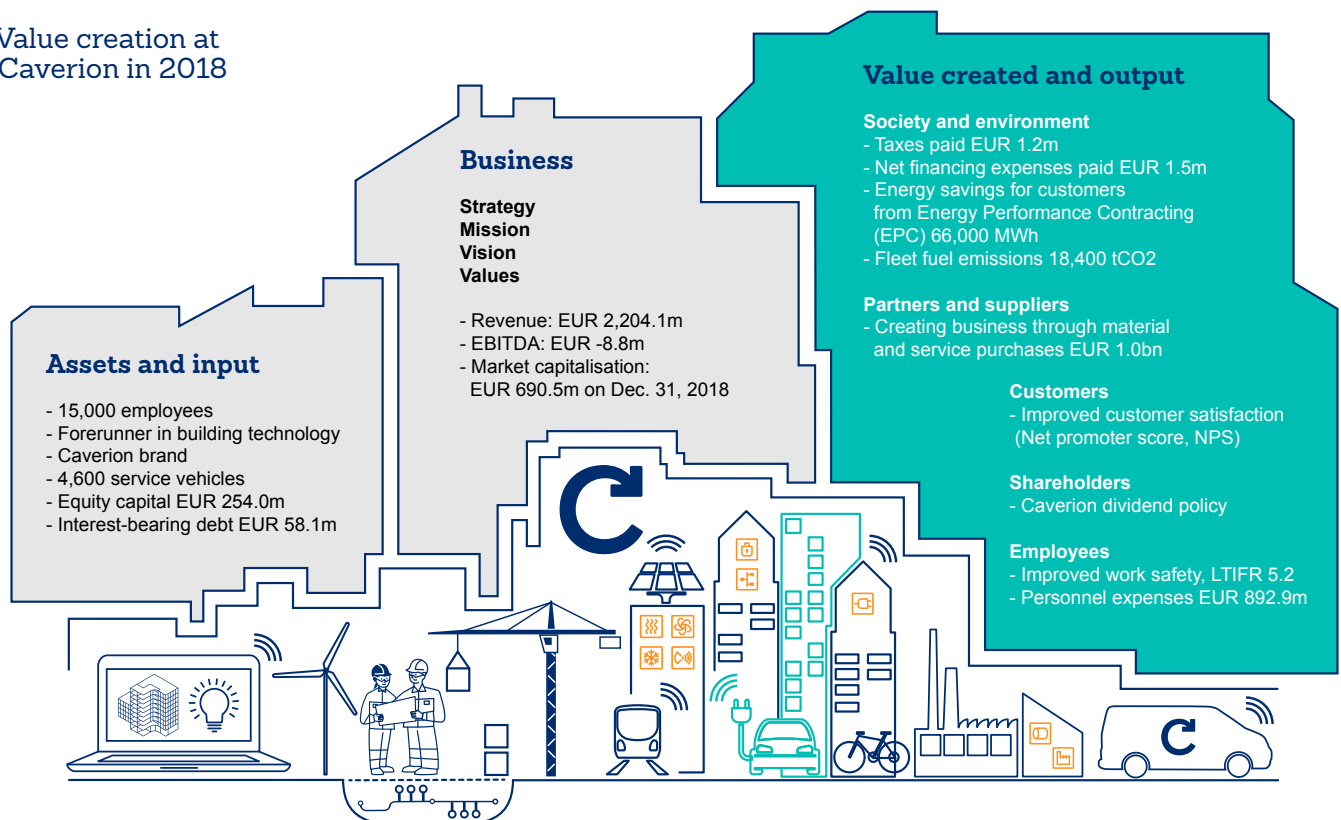 Value creation at
Caverion in 2018
Assets and input
- 15,000 employees
- Forerunner in building technology
- Caverion brand
- 4,600 service vehicles
- Equity capital EUR 254.0m
- Interest-bearing debt EUR 58.1m
Business
Strategy
Mission
Vision
Values
- Revenue: EUR 2,204.1m
- EBITDA: EUR -8.8m
- Market capitalisation:
EUR 690.5m on Dec. 31, 2018
Value created and output
Society and environment
- Taxes paid EUR 1.2m
- Net financing expenses paid EUR 1.5m
- Energy savings for customers
from Energy Performance Contracting
(EPC) 66,000 MWh
- Fleet fuel emissions 18,400 tCO2
Partners and suppliers
- Creating business through material
and service purchases EUR 1.0bn
Customers
- Improved customer satisfaction
(Net promoter score, NPS)
Shareholders
- Caverion dividend policy
Employees
- Improved work safety, LTIFR 5.2
- Personnel expenses EUR 892.9m